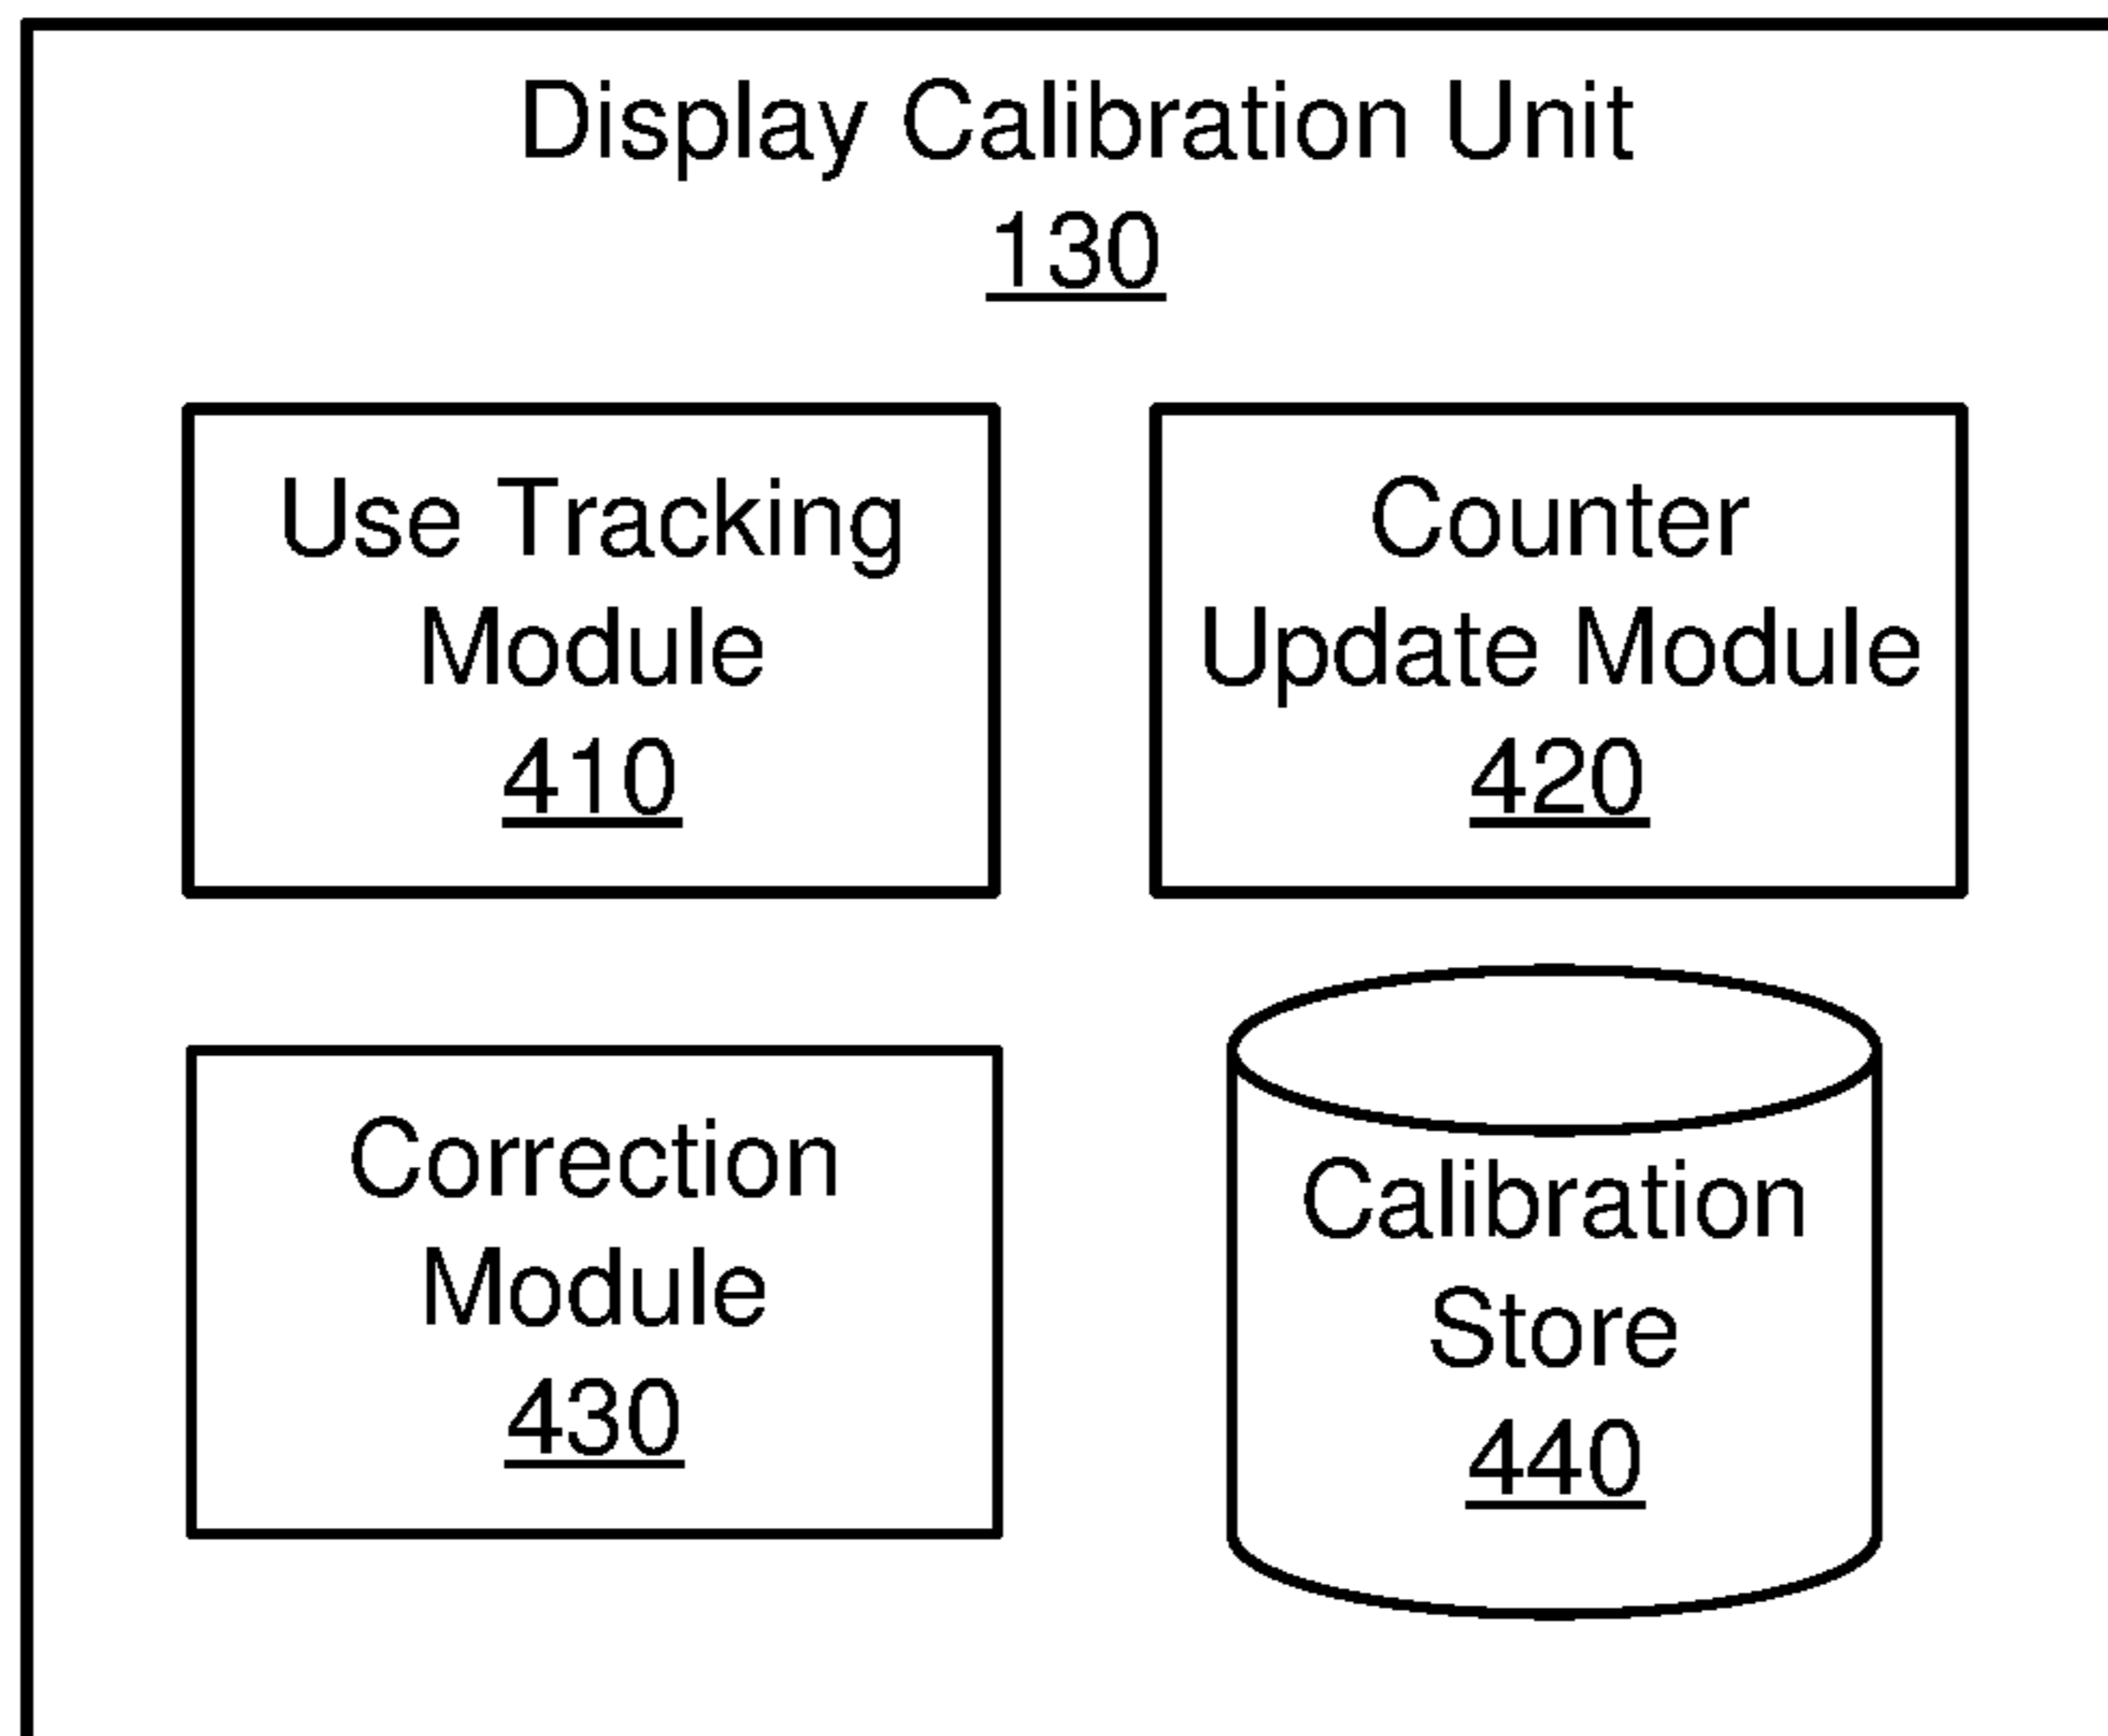 Display Calibration Unit
130
Use Tracking
Module
410
Counter
Update Module
420
Correction
Module
430
Calibration
Store
440